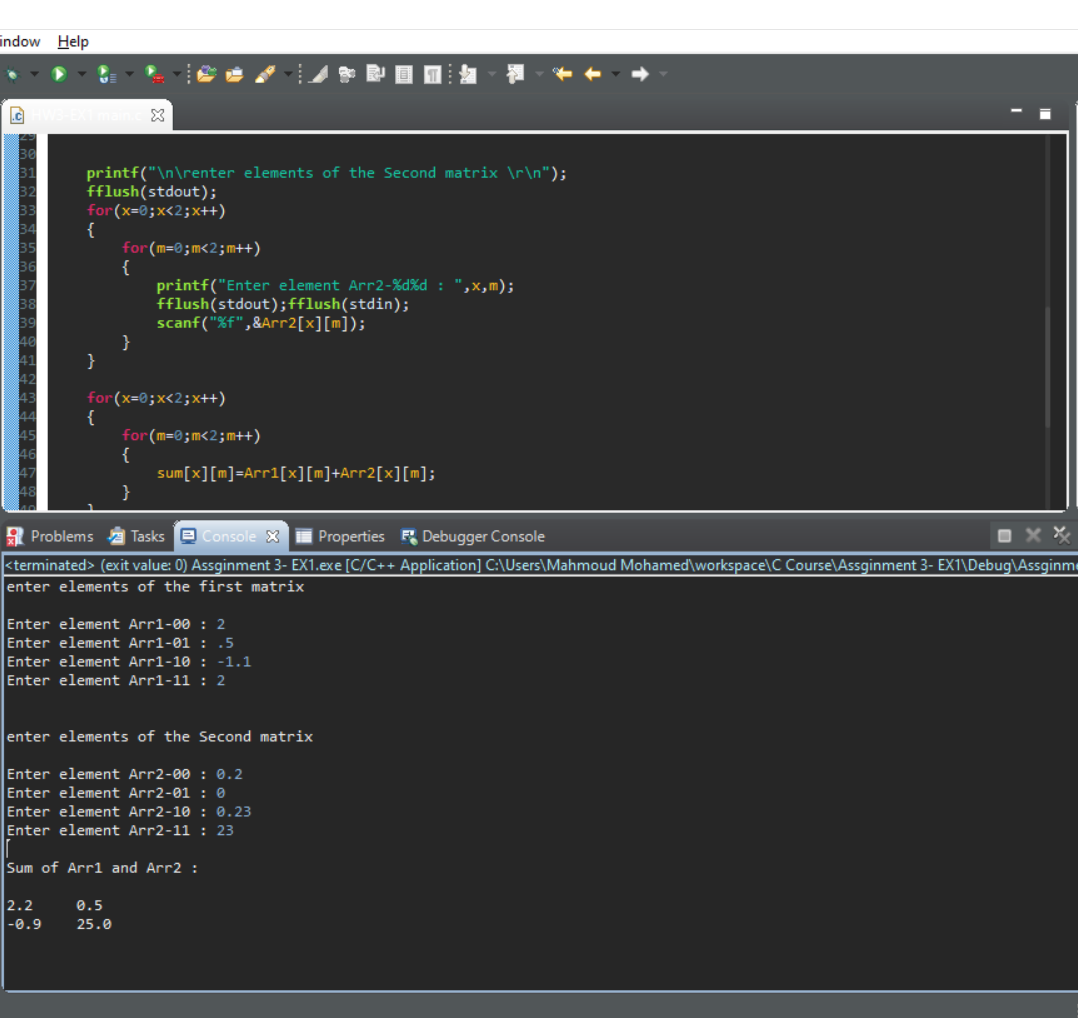 indow Help
29
30
31 printf("\n\renter elements of the Second matrix \r\n");
32 fflush(stdout);
33 for(x=0;x<2;x++)
34 {
35 for(m=0;m<2;m++)
36 {
37 printf("Enter element Arr2-%d%d : ",x,m);
38 fflush(stdout);fflush(stdin);
39 scanf("%f",&Arr2[x][m]);
40 }
41 }
42
43 for(x=0;x<2;x++)
44 {
45 for(m=0;m<2;m++)
46 {
47 sum[x][m]=Arr1[x][m]+Arr2[x][m];
48 }
49 }
Problems Tasks Console Properties Debugger Console
<terminated> (exit value: 0) Assginment 3- EX1.exe [C/C++ Application] C:\Users\Mahmoud Mohamed\workspace\C Course\Assginment 3- EX1\Debug\Assginme
enter elements of the first matrix
Enter element Arr1-00 : 2
Enter element Arr1-01 : .5
Enter element Arr1-10 : -1.1
Enter element Arr1-11 : 2
enter elements of the Second matrix
Enter element Arr2-00 : 0.2
Enter element Arr2-01 : 0
Enter element Arr2-10 : 0.23
Enter element Arr2-11 : 23
Sum of Arr1 and Arr2 :
2.2 0.5
-0.9 25.0